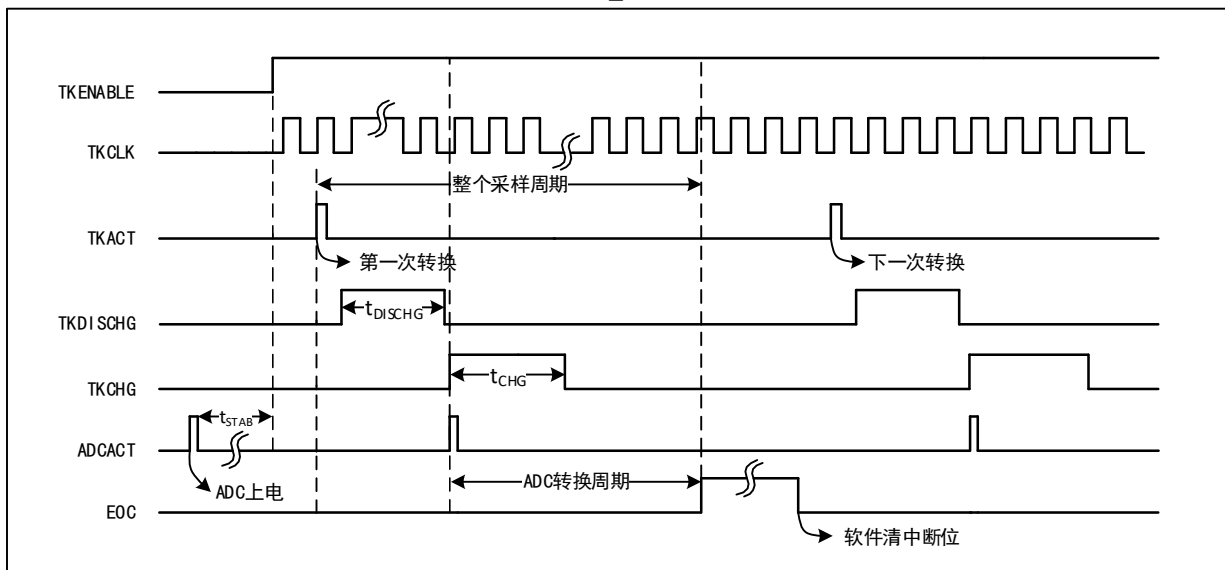 TKENABLE
TKCLK
整个采样周期
TKACT
第一次转换
下一次转换
TKDISCHG
tDISCHG
TKCHG
tCHG
tSTAB
ADCACT
ADC上电
ADC转换周期
EOC
软件清中断位